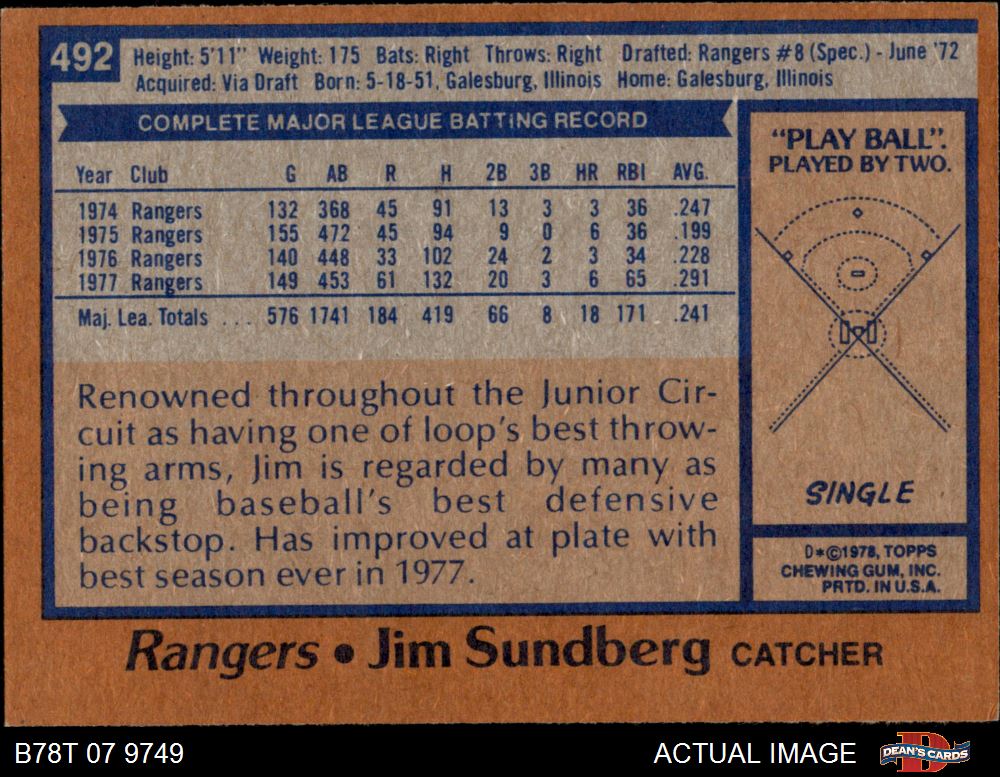 492
Height: 5'11" Weight: 175 Bats: Right Throws: Right Drafted: Rangers #8 (Spec.) - June '72
Acquired: Via Draft Born: 5-18-51, Galesburg, Illinois Home: Galesburg, Illinois
COMPLETE MAJOR LEAGUE BATTING RECORD
Year Club G AB R H 2B 3B HR RBI AVG.
1974 Rangers 132 368 45 91 13 3 3 36 .247
1975 Rangers 155 472 45 94 9 0 6 36 .199
1976 Rangers 140 448 33 102 24 2 3 34 .228
1977 Rangers 149 453 61 132 20 3 6 65 .291
Maj. Lea. Totals ... 576 1741 184 419 66 8 18 171 .241
Renowned throughout the Junior Cir-
cuit as having one of loop's best throw-
ing arms, Jim is regarded by many as
being baseball's best defensive
backstop. Has improved at plate with
best season ever in 1977.
"PLAY BALL".
PLAYED BY TWO.
SINGLE
D*©1978, TOPPS
CHEWING GUM, INC.
PRTD. IN U.S.A.
Rangers • Jim Sundberg CATCHER
B78T 07 9749
ACTUAL IMAGE
D
DEAN'S CARDS